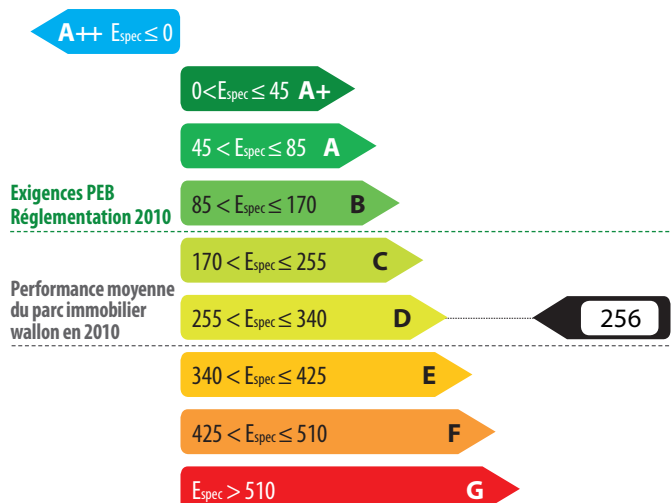 A++ Espec ≤ 0
0<Espec ≤ 45 A+
45 < Espec ≤ 85 A
Exigences PEB
Réglementation 2010
85 < Espec ≤ 170 B
170 < Espec ≤ 255 C
Performance moyenne
du parc immobilier
wallon en 2010
255 < Espec ≤ 340 D
256
340 < Espec ≤ 425 E
425 < Espec ≤ 510 F
Espec > 510 G